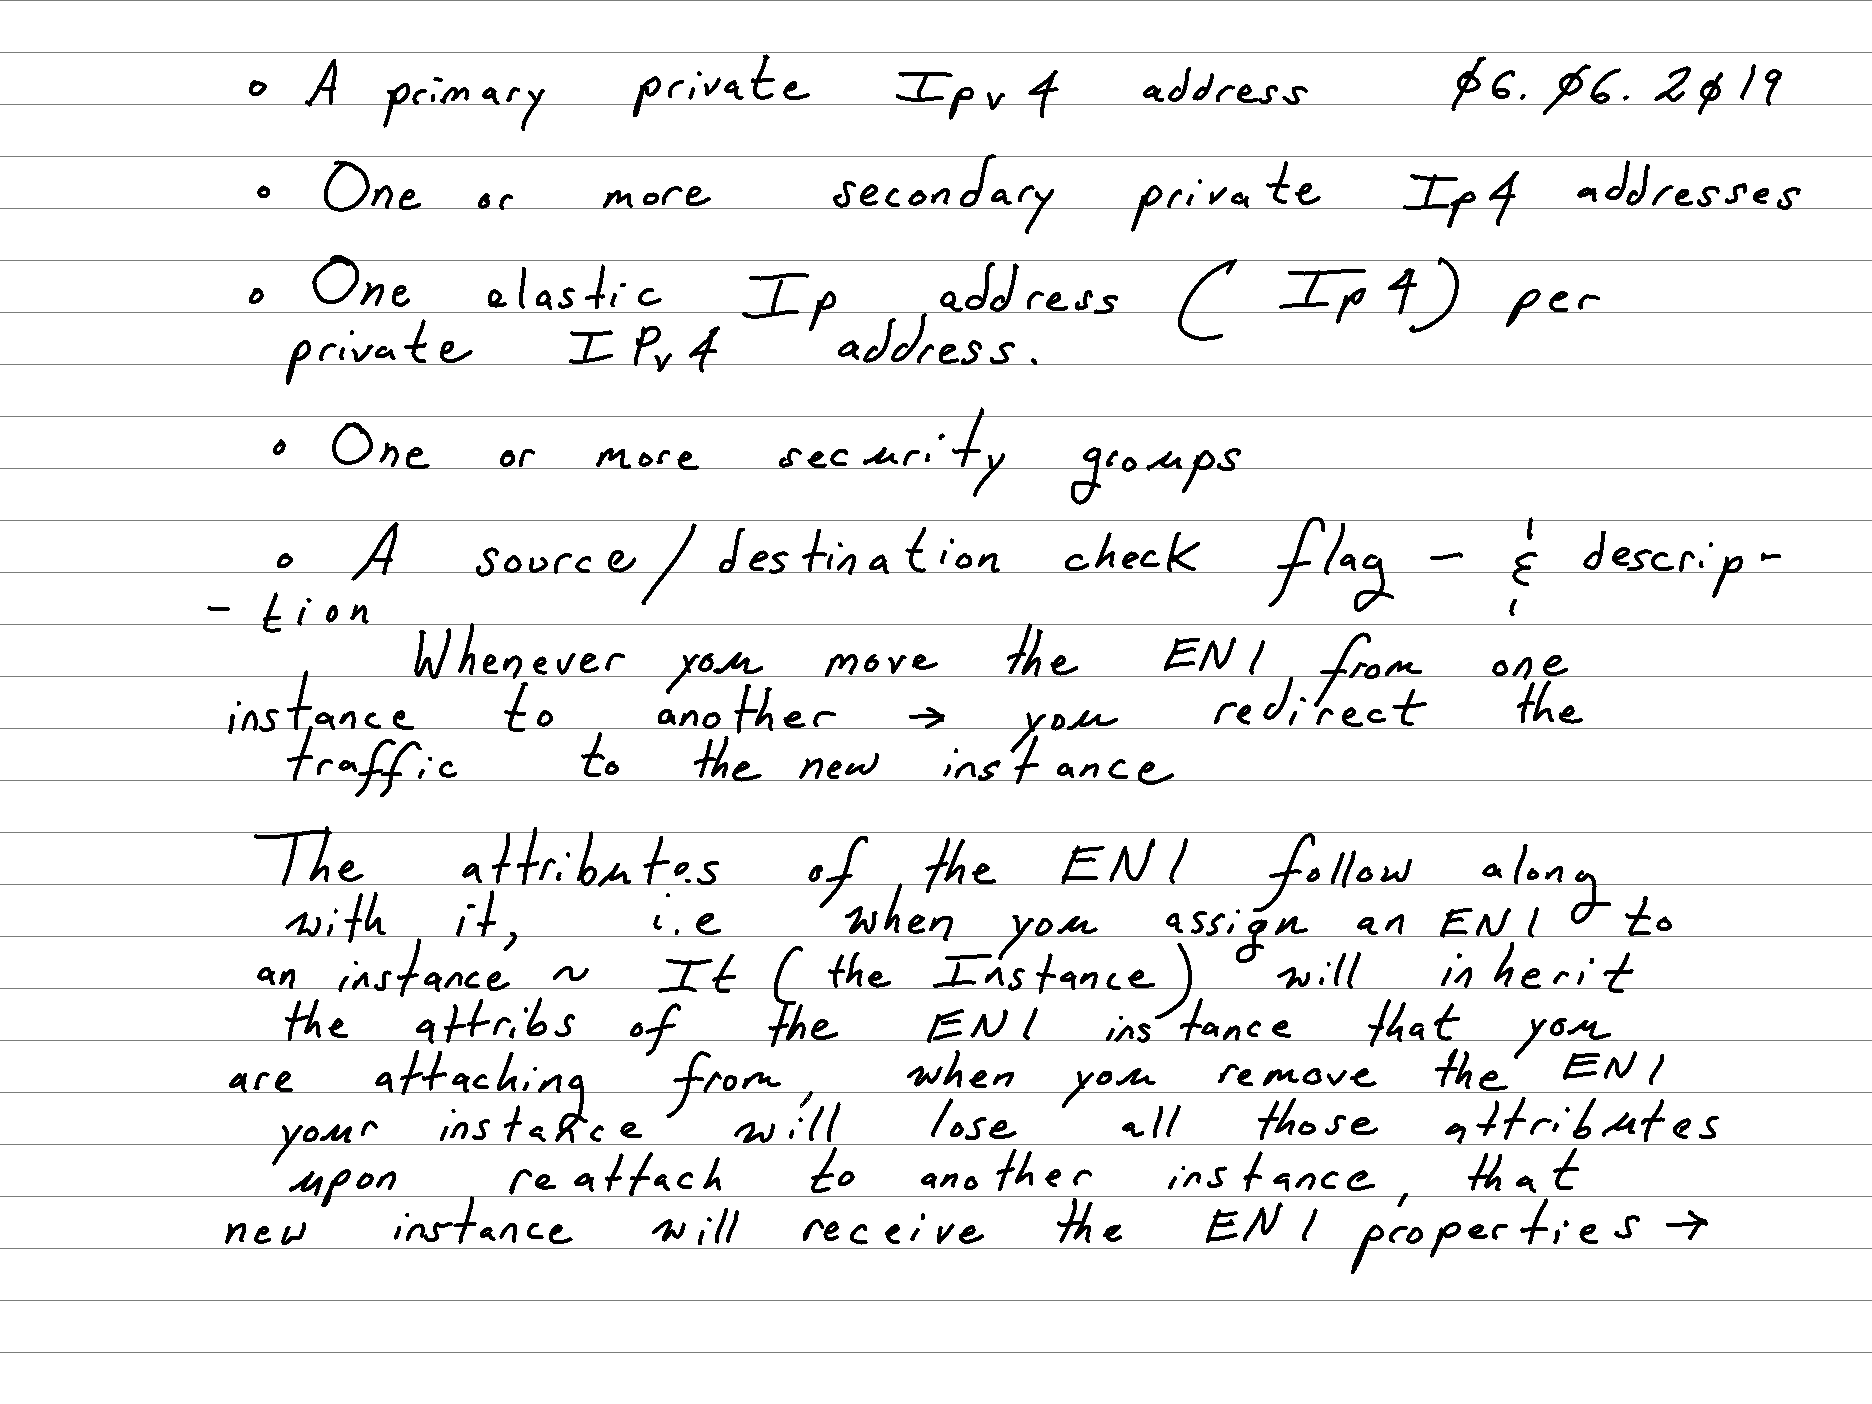 ◦ A primary private Ipv4 address 06.06.2019
◦ One or more secondary private Ip4 addresses
◦ One elastic Ip address (Ip4) per
private IPv4 address.
◦ One or more security groups
◦ A source/destination check flag – & descrip-
- tion
Whenever you move the ENI from one
instance to another → you redirect the
traffic to the new instance
The attributes of the ENI follow along
with it, i.e when you assign an ENI to
an instance ~ It (the Instance) will inherit
the attribs of the ENI instance that you
are attaching from, when you remove the ENI
your instance will lose all those attributes
upon reattach to another instance, that
new instance will receive the ENI properties →